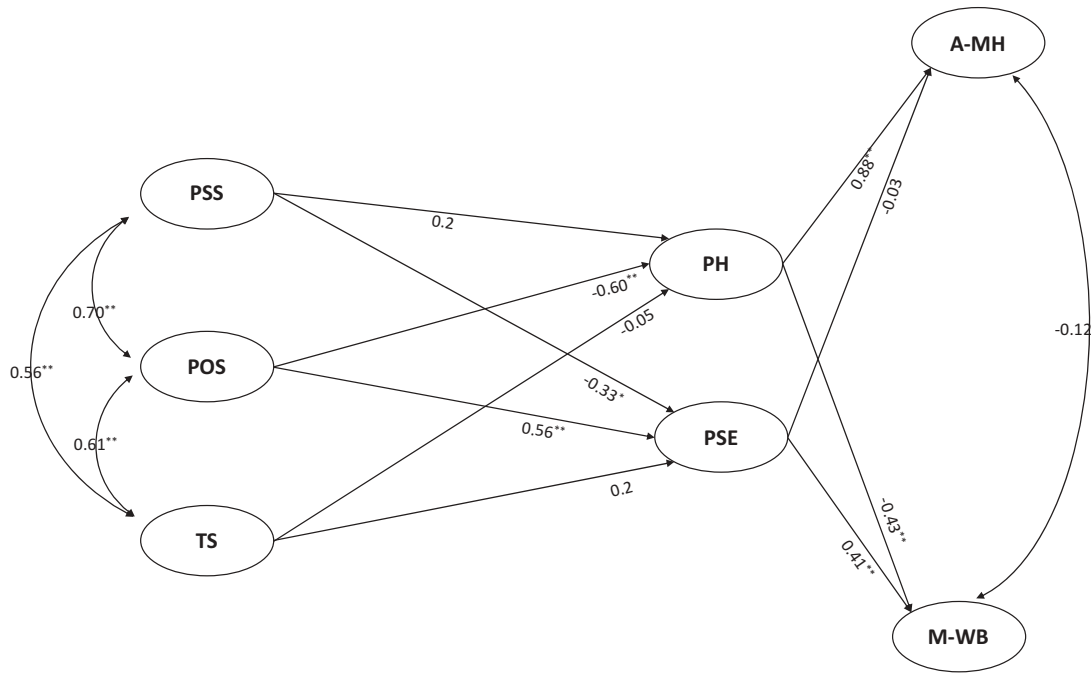 A-MH
PSS
0.88**
-0.03
0.2
PH
-0.60**
0.70**
-0.05
-0.12
POS
0.56**
-0.33*
0.56**
PSE
0.61**
0.2
-0.43**
TS
0.41**
M-WB